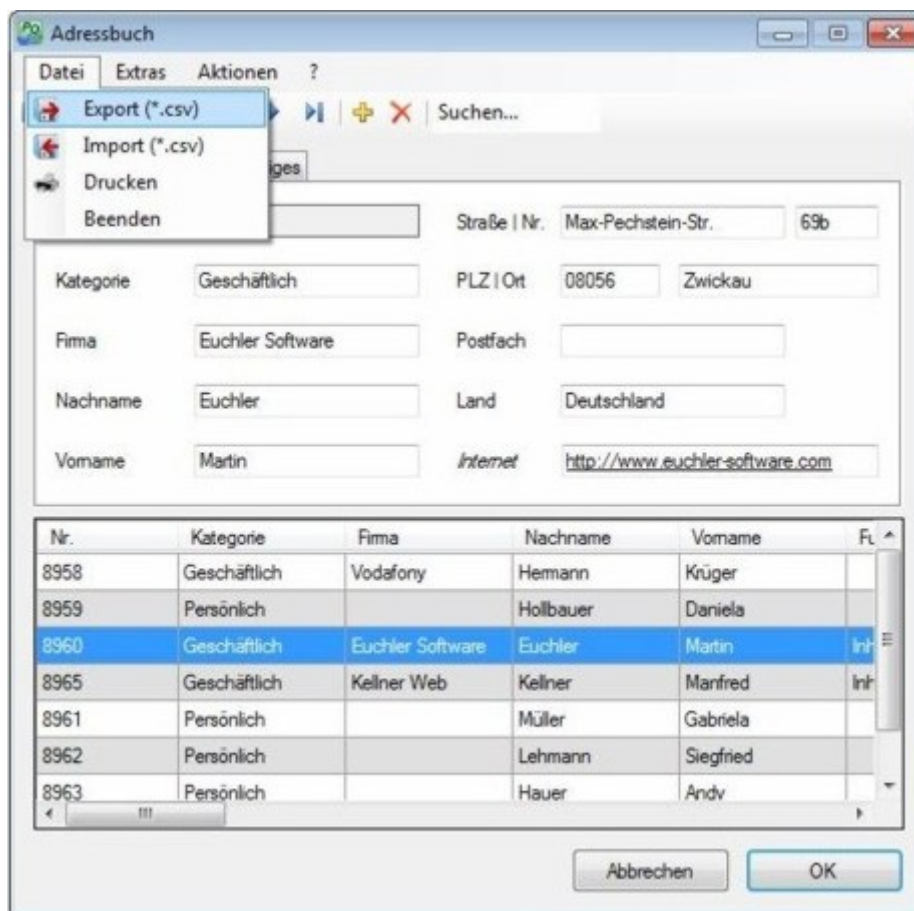 Adressbuch
Datei Extras Aktionen ?
Export (*.csv) Suchen...
Import (*.csv)
Drucken
Beenden
Straße | Nr. Max-Pechstein-Str. 69b
Kategorie Geschäftlich PLZ | Ort 08056 Zwickau
Firma Euchler Software Postfach
Nachname Euchler Land Deutschland
Vorname Martin Internet http://www.euchler-software.com
Nr. Kategorie Firma Nachname Vorname
8958 Geschäftlich Vodafony Hermann Krüger
8959 Persönlich Hollbauer Daniela
8960 Geschäftlich Euchler Software Euchler Martin
8965 Geschäftlich Kellner Web Kellner Manfred
8961 Persönlich Müller Gabriela
8962 Persönlich Lehmann Siegfried
8963 Persönlich Hauer Andy
Abbrechen OK